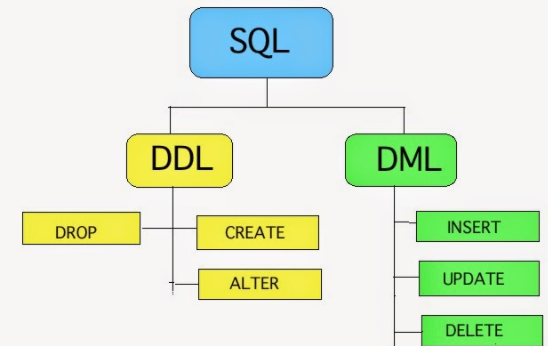 SQL
DDL
DML
DROP
CREATE
INSERT
ALTER
UPDATE
DELETE